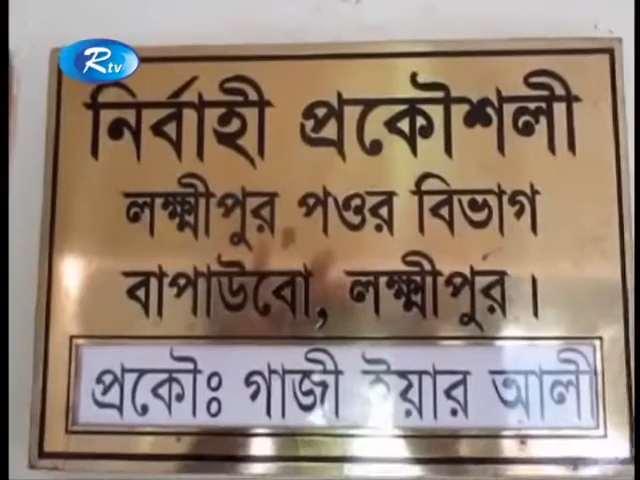 Rtv
নির্বাহী প্রকৌশলী
লক্ষ্মীপুর পওর বিভাগ
বাপাউবো, লক্ষ্মীপুর।
প্রকৌঃ গাজী ইয়ার আলী